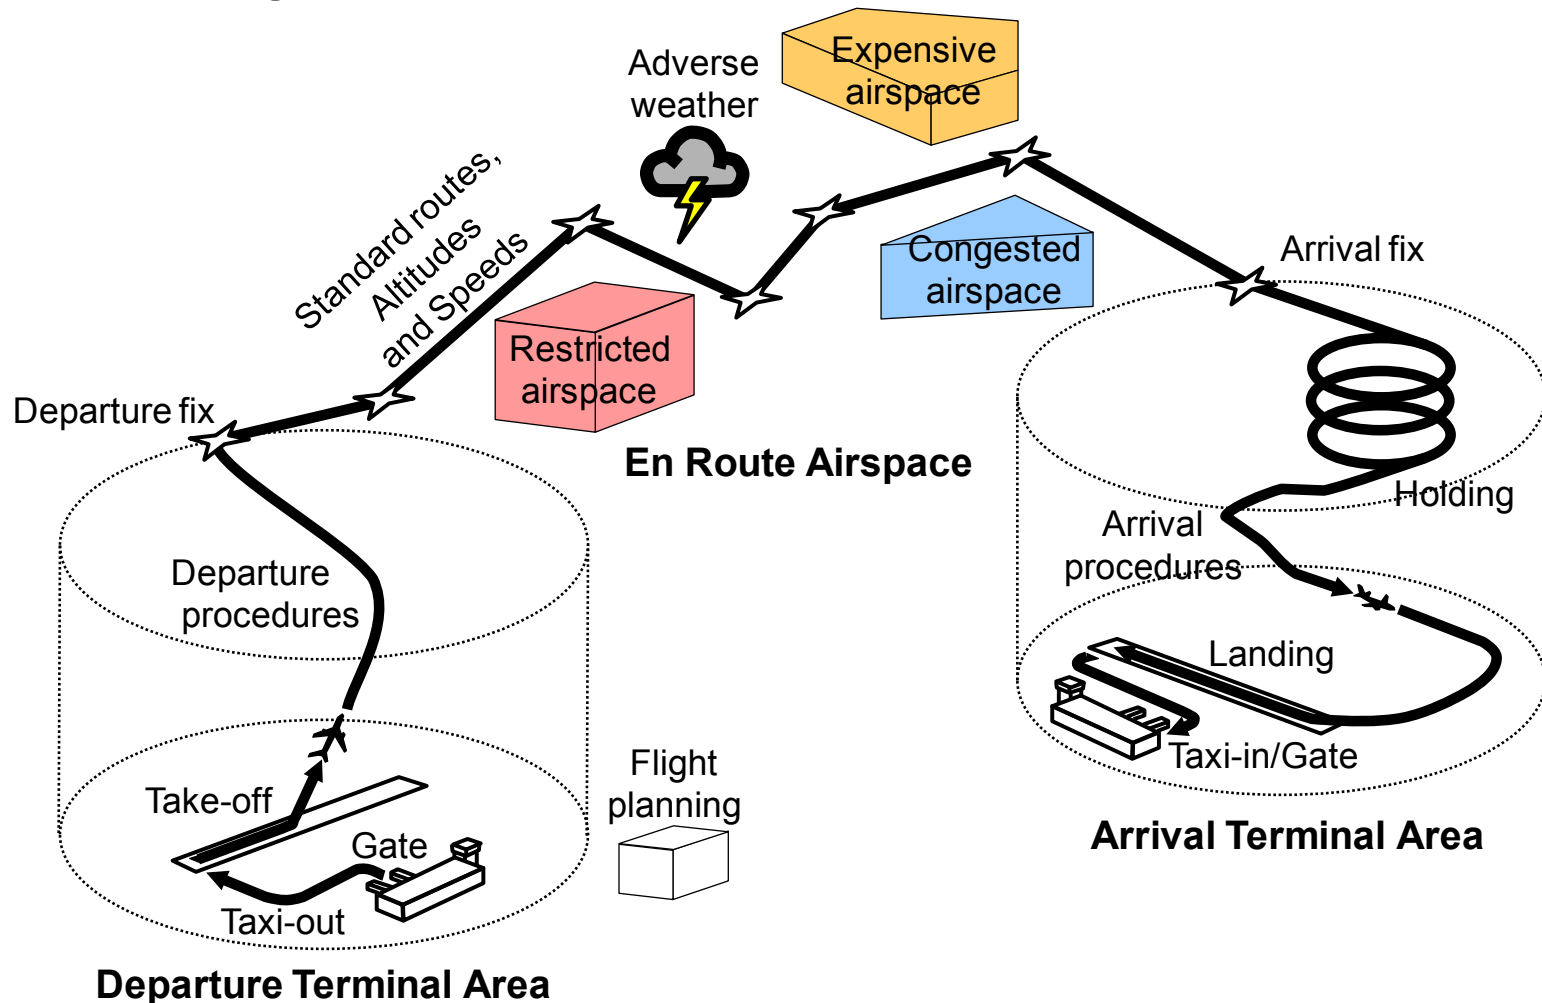 Adverse
weather
Expensive
airspace
Standard routes,
Altitudes
and Speeds
Congested
airspace
Arrival fix
Restricted
airspace
Departure fix
En Route Airspace
Holding
Arrival
procedures
Departure
procedures
Landing
Taxi-in/Gate
Flight
planning
Take-off
Gate
Taxi-out
Arrival Terminal Area
Departure Terminal Area